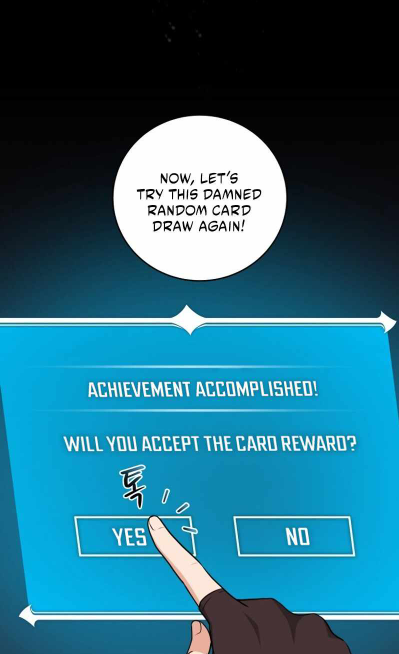 NOW, LET'S
TRY THIS DAMNED
RANDOM CARD
DRAW AGAIN!
ACHIEVEMENT ACCOMPLISHED!
WILL YOU ACCEPT THE CARD REWARD?
톡
YES
NO